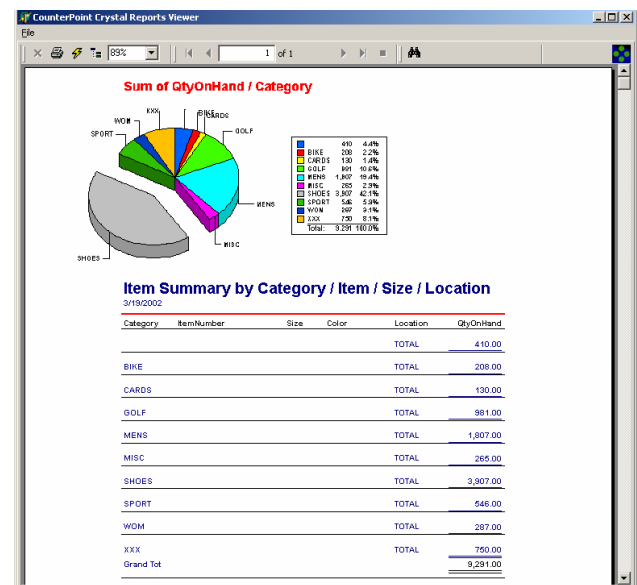 CounterPoint Crystal Reports Viewer
File
89% 1 of 1
Sum of QtyOnHand / Category
XXX BIKE CARDS
WOM GOLF
SPORT
MENS
MISC
SHOES
410 4.4%
BIKE 208 2.2%
CARDS 130 1.4%
GOLF 981 10.6%
MENS 1,807 19.4%
MISC 265 2.9%
SHOES 3,907 42.1%
SPORT 546 5.9%
WOM 287 3.1%
XXX 750 8.1%
Total: 9,291 100.0%
Item Summary by Category / Item / Size / Location
3/19/2002
Category ItemNumber Size Color Location QtyOnHand
TOTAL 410.00
BIKE TOTAL 208.00
CARDS TOTAL 130.00
GOLF TOTAL 981.00
MENS TOTAL 1,807.00
MISC TOTAL 265.00
SHOES TOTAL 3,907.00
SPORT TOTAL 546.00
WOM TOTAL 287.00
XXX TOTAL 750.00
Grand Tot 9,291.00